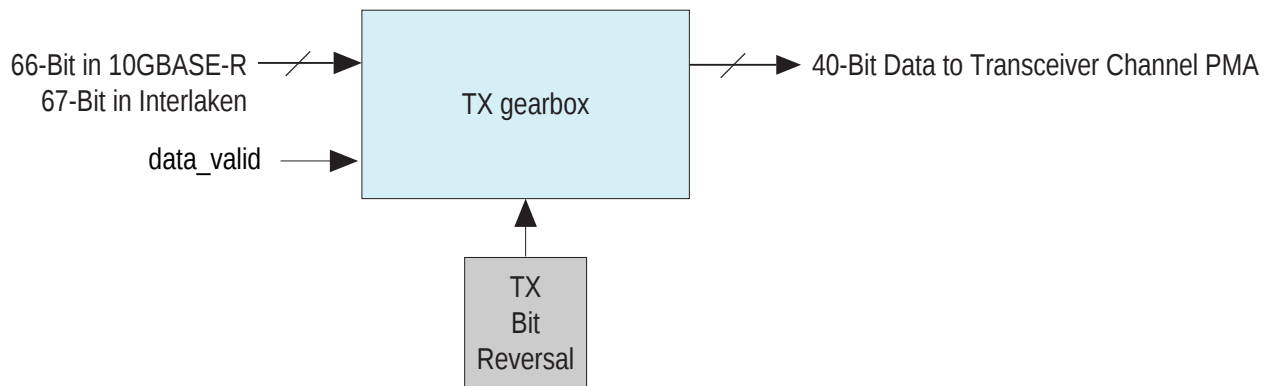 66-Bit in 10GBASE-R
67-Bit in Interlaken
data_valid
TX gearbox
40-Bit Data to Transceiver Channel PMA
TX
Bit
Reversal